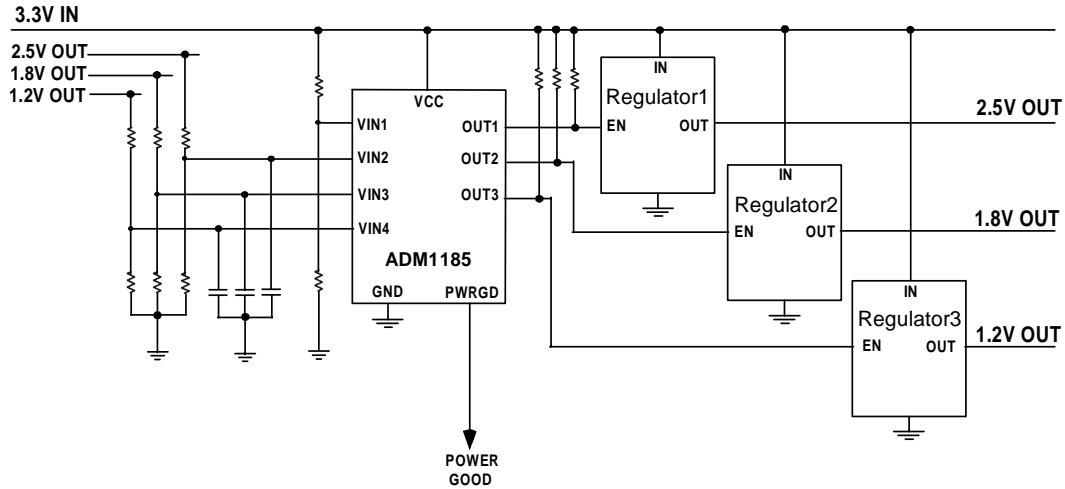 3.3V IN
2.5V OUT
1.8V OUT
1.2V OUT
VCC
VIN1
VIN2
VIN3
VIN4
OUT1
OUT2
OUT3
ADM1185
GND
PWRGD
POWER
GOOD
IN
Regulator1
EN
OUT
2.5V OUT
IN
Regulator2
EN
OUT
1.8V OUT
IN
Regulator3
EN
OUT
1.2V OUT